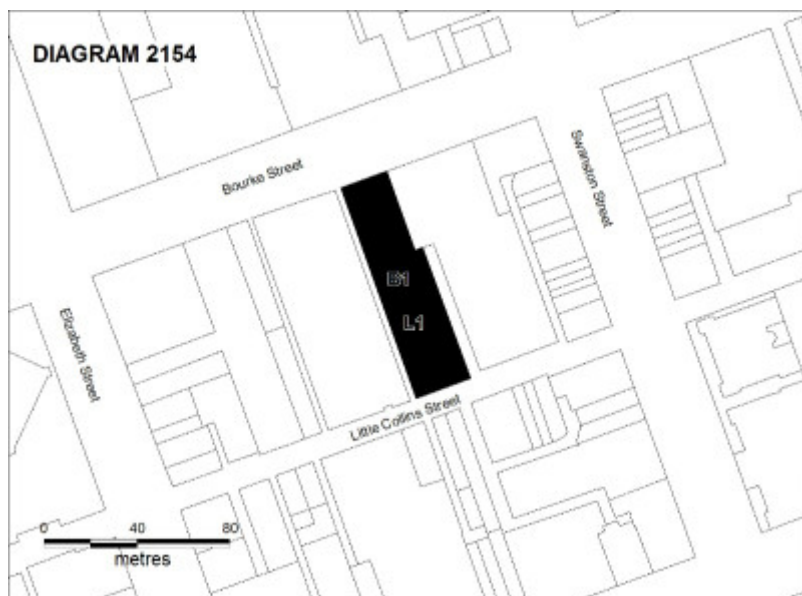 DIAGRAM 2154
Bourke Street
Swanston Street
B1
L1
Elizabeth Street
Little Collins Street
0 40 80
metres